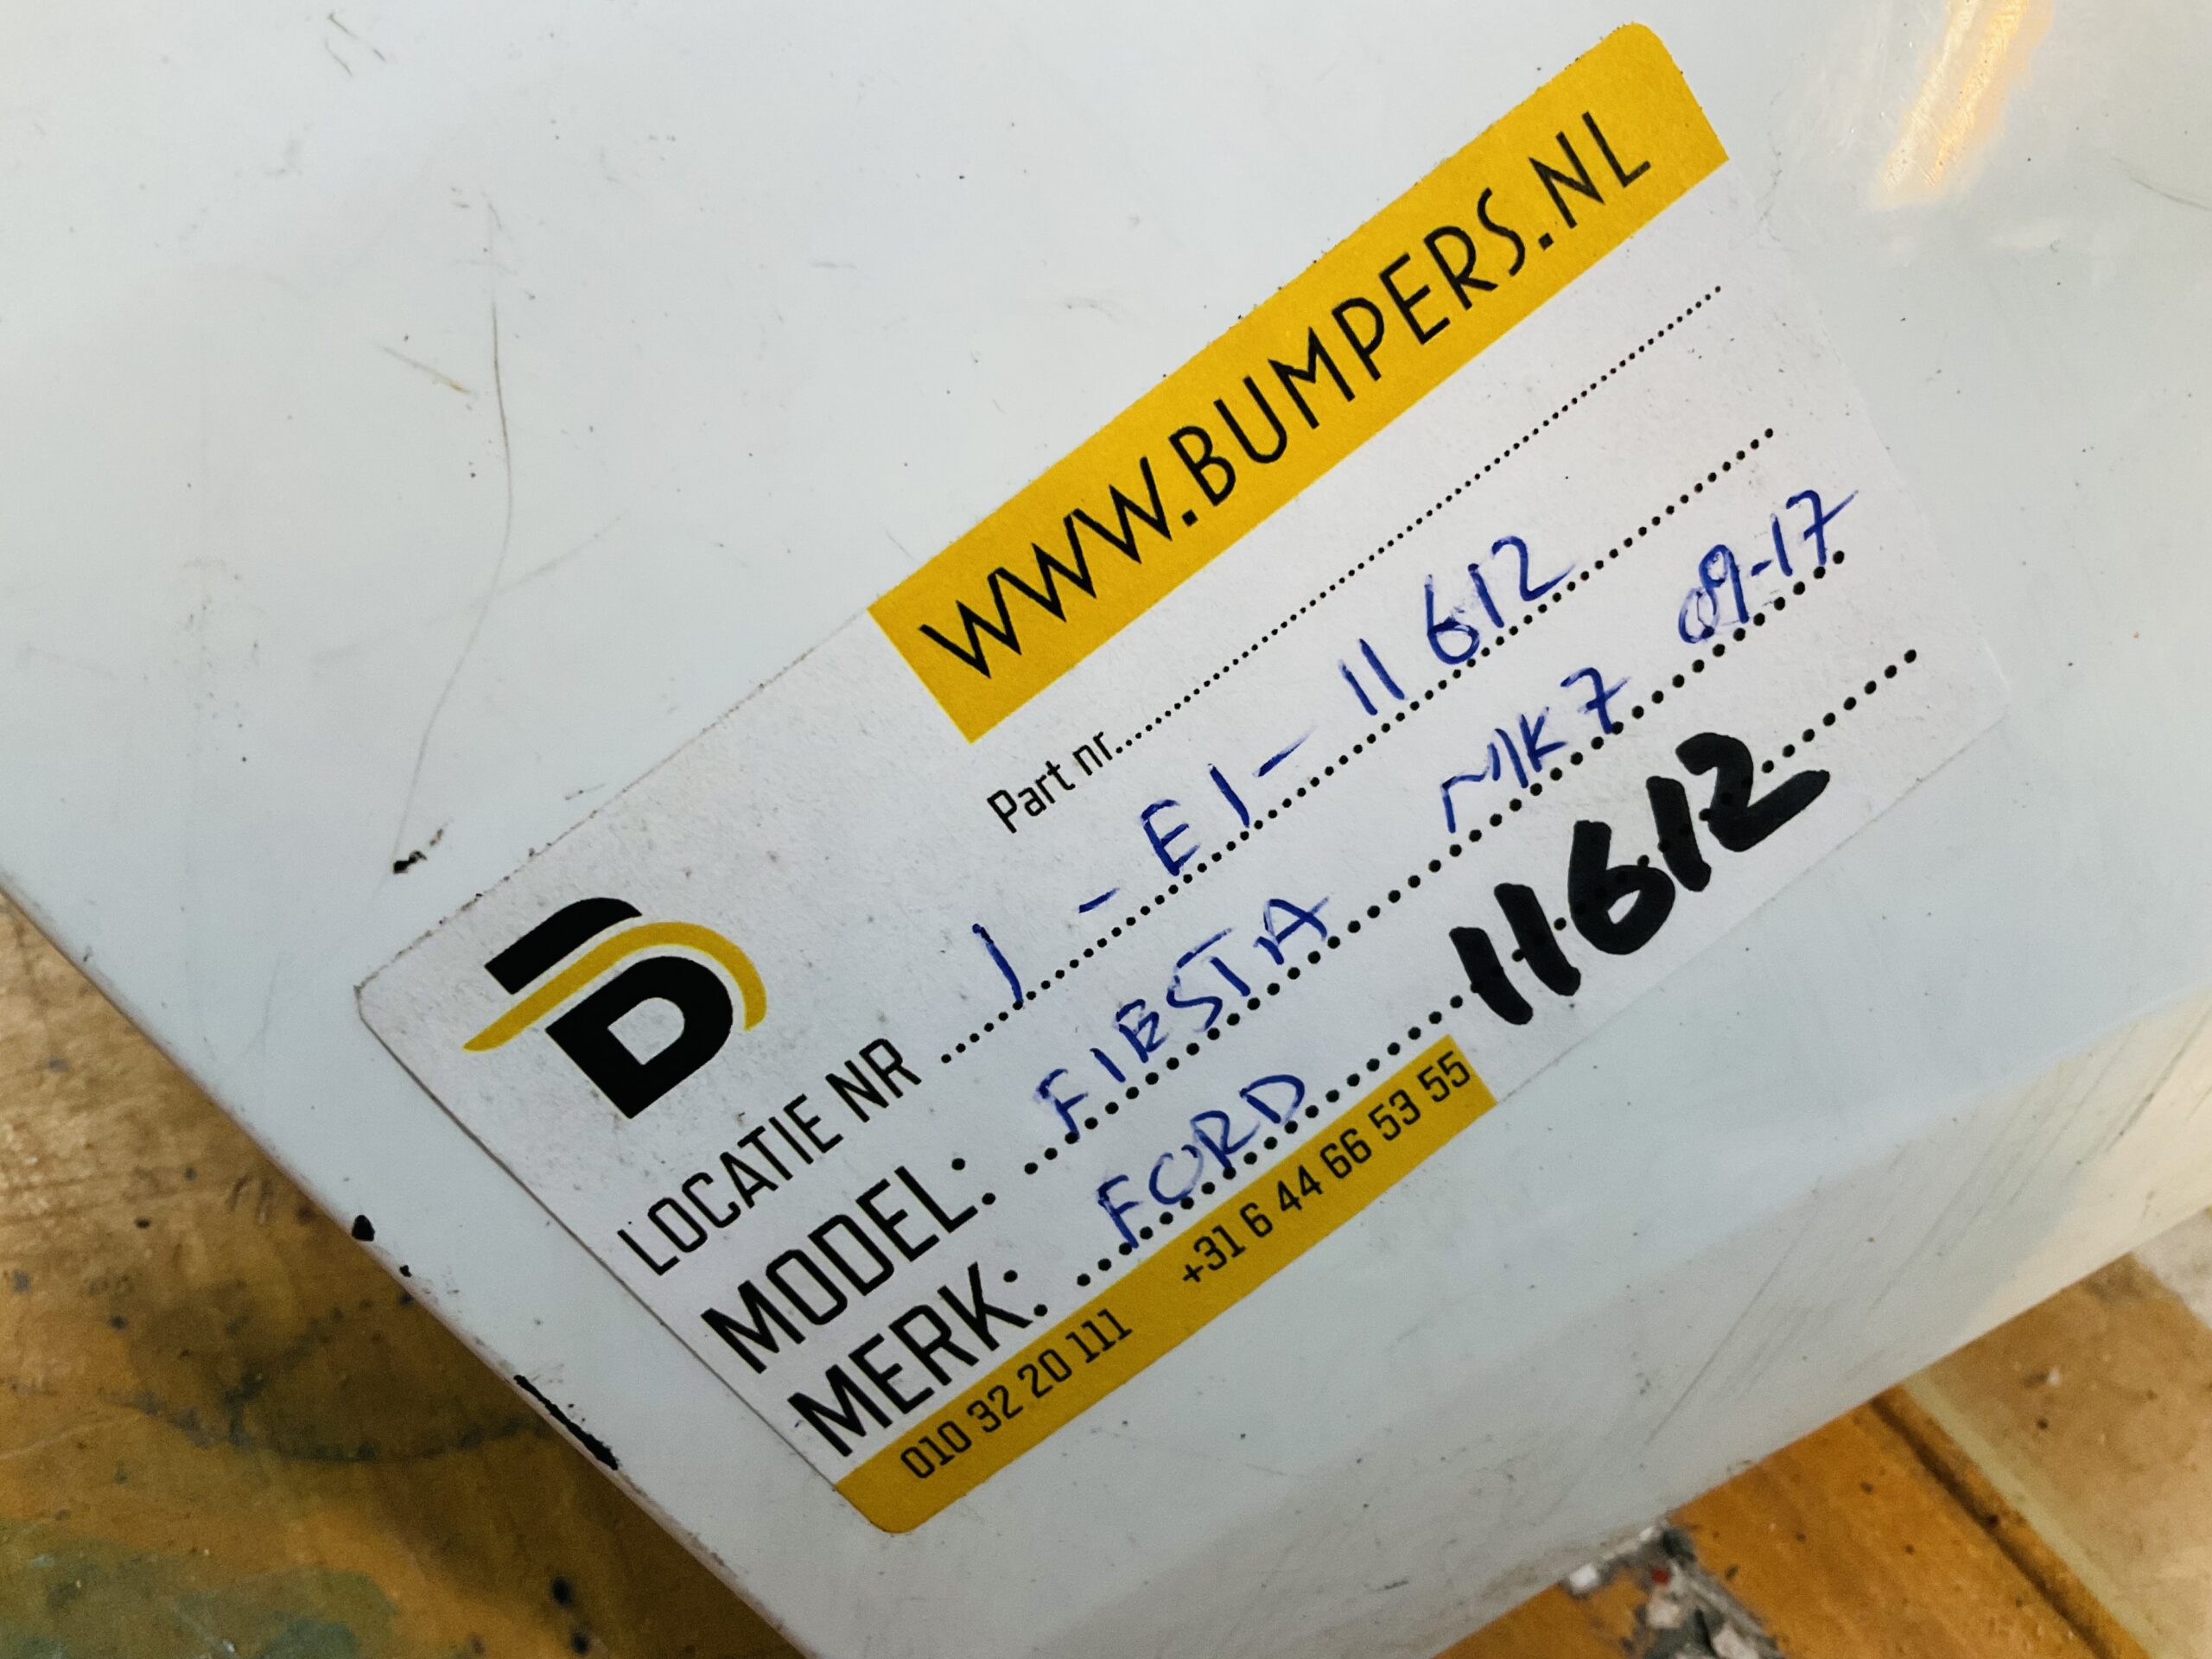 WWW.BUMPERS.NL
Part nr.........
LOCATIE NR ...1 - E1 - 11612
MODEL: FIESTA MK7 09-17
MERK: FORD 11612
010 32 20 111 +31 6 44 66 53 55